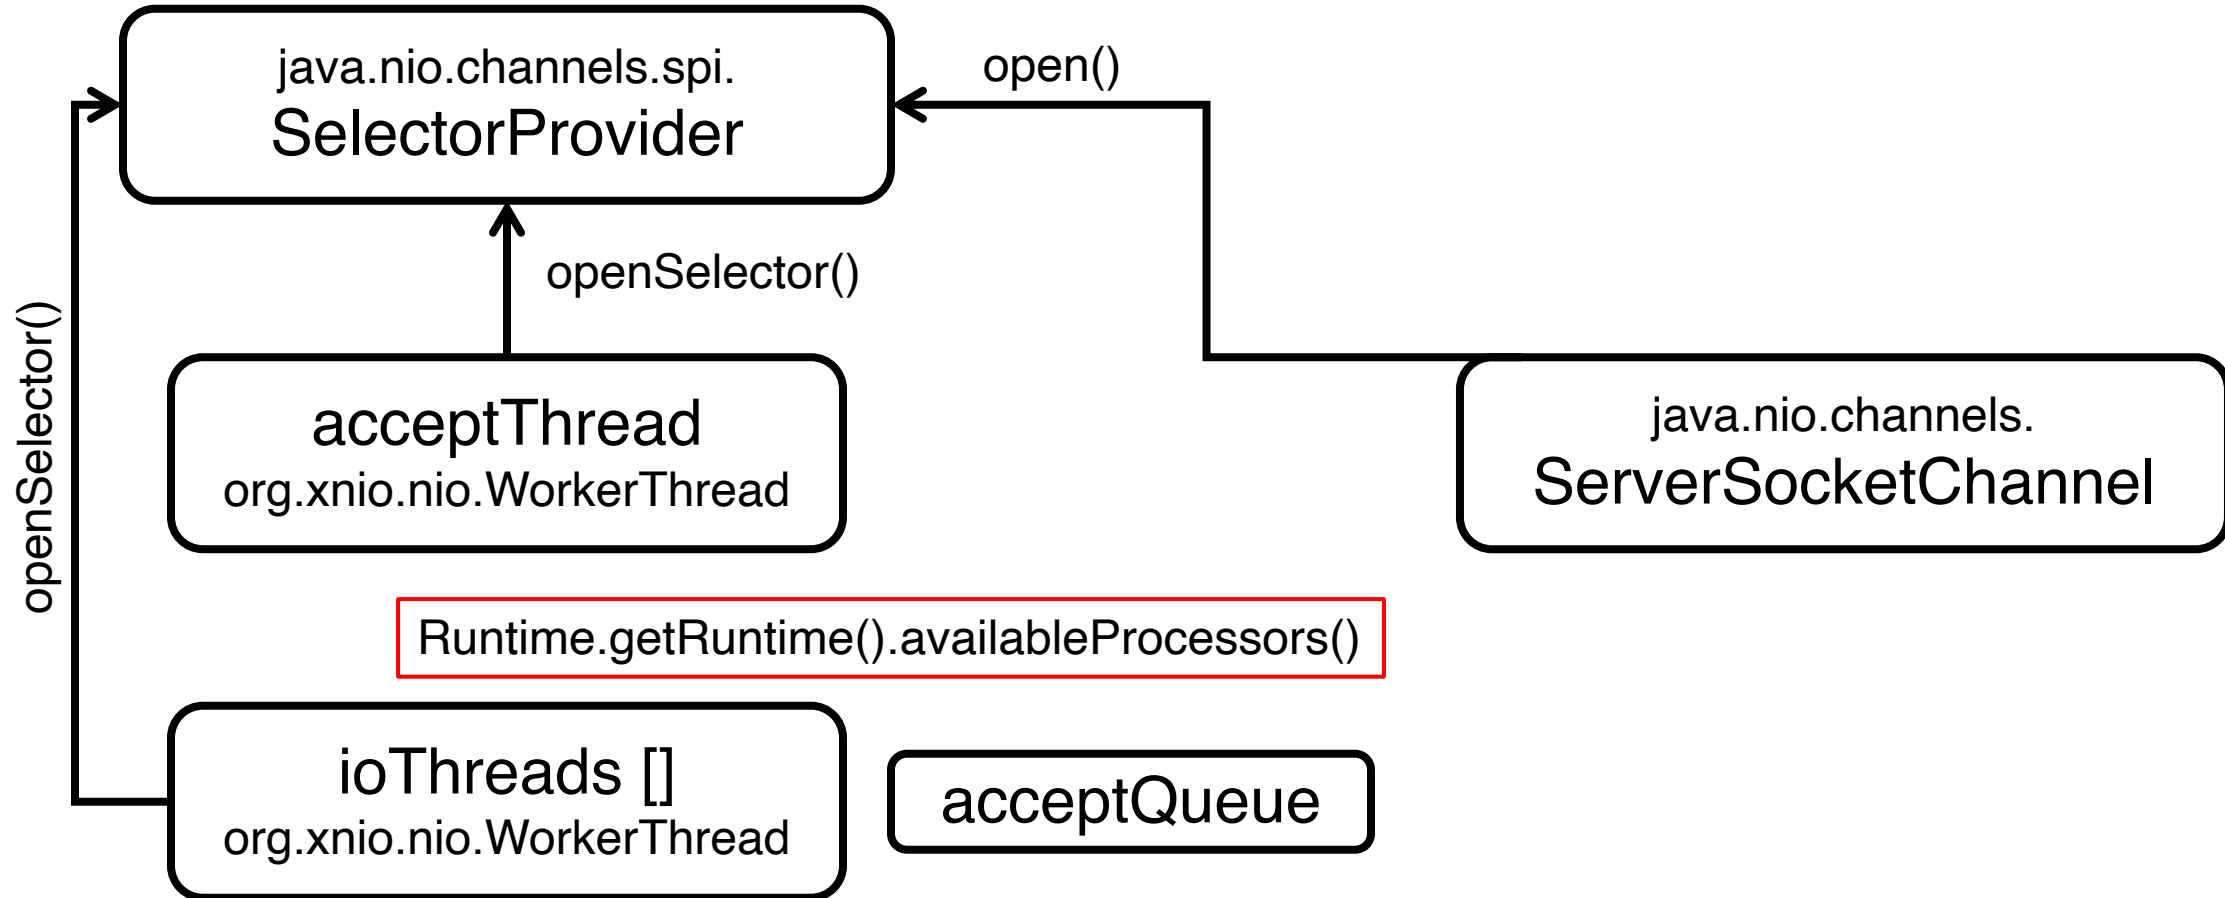 java.nio.channels.spi.
SelectorProvider
open()
openSelector()
openSelector()
acceptThread
org.xnio.nio.WorkerThread
java.nio.channels.
ServerSocketChannel
Runtime.getRuntime().availableProcessors()
ioThreads []
org.xnio.nio.WorkerThread
acceptQueue